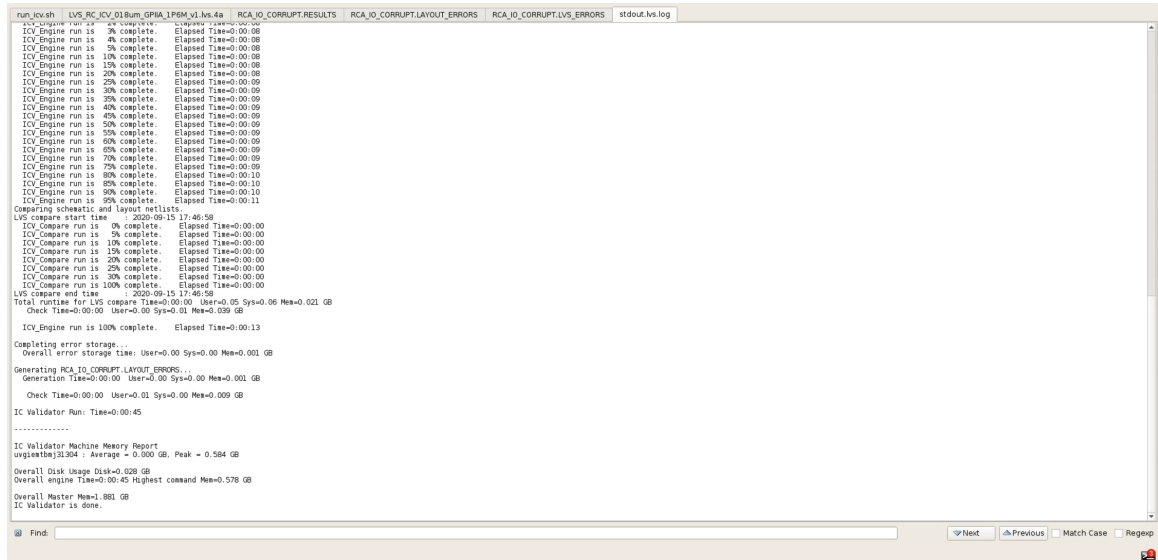 run_icv.sh LVS_RC_ICV_018um_GPIIA_1P6M_v1.lvs.4a RCA_IO_CORRUPT.RESULTS RCA_IO_CORRUPT.LAYOUT_ERRORS RCA_IO_CORRUPT.LVS_ERRORS stdout.lvs.log
ICV_Engine run is 2% complete. Elapsed Time=0:00:08
ICV_Engine run is 3% complete. Elapsed Time=0:00:08
ICV_Engine run is 4% complete. Elapsed Time=0:00:08
ICV_Engine run is 5% complete. Elapsed Time=0:00:08
ICV_Engine run is 10% complete. Elapsed Time=0:00:08
ICV_Engine run is 15% complete. Elapsed Time=0:00:08
ICV_Engine run is 20% complete. Elapsed Time=0:00:08
ICV_Engine run is 25% complete. Elapsed Time=0:00:09
ICV_Engine run is 30% complete. Elapsed Time=0:00:09
ICV_Engine run is 35% complete. Elapsed Time=0:00:09
ICV_Engine run is 40% complete. Elapsed Time=0:00:09
ICV_Engine run is 45% complete. Elapsed Time=0:00:09
ICV_Engine run is 50% complete. Elapsed Time=0:00:09
ICV_Engine run is 55% complete. Elapsed Time=0:00:09
ICV_Engine run is 60% complete. Elapsed Time=0:00:09
ICV_Engine run is 65% complete. Elapsed Time=0:00:09
ICV_Engine run is 70% complete. Elapsed Time=0:00:09
ICV_Engine run is 75% complete. Elapsed Time=0:00:09
ICV_Engine run is 80% complete. Elapsed Time=0:00:10
ICV_Engine run is 85% complete. Elapsed Time=0:00:10
ICV_Engine run is 90% complete. Elapsed Time=0:00:10
ICV_Engine run is 95% complete. Elapsed Time=0:00:11
Comparing schematic and layout netlists.
LVS compare start time : 2020-09-15 17:46:58
ICV_Compare run is 0% complete. Elapsed Time=0:00:00
ICV_Compare run is 5% complete. Elapsed Time=0:00:00
ICV_Compare run is 10% complete. Elapsed Time=0:00:00
ICV_Compare run is 15% complete. Elapsed Time=0:00:00
ICV_Compare run is 20% complete. Elapsed Time=0:00:00
ICV_Compare run is 25% complete. Elapsed Time=0:00:00
ICV_Compare run is 30% complete. Elapsed Time=0:00:00
ICV_Compare run is 100% complete. Elapsed Time=0:00:00
LVS compare end time : 2020-09-15 17:46:58
Total runtime for LVS compare Time=0:00:00 User=0.05 Sys=0.06 Mem=0.021 GB
Check Time=0:00:00 User=0.00 Sys=0.01 Mem=0.039 GB
ICV_Engine run is 100% complete. Elapsed Time=0:00:13
Completing error storage...
Overall error storage time: User=0.00 Sys=0.00 Mem=0.001 GB
Generating RCA_IO_CORRUPT.LAYOUT_ERRORS...
Generation Time=0:00:00 User=0.00 Sys=0.00 Mem=0.001 GB
Check Time=0:00:00 User=0.01 Sys=0.00 Mem=0.009 GB
IC Validator Run: Time=0:00:45
-------------
IC Validator Machine Memory Report
uvgiemtbmj31304 : Average = 0.000 GB, Peak = 0.584 GB
Overall Disk Usage Disk=0.028 GB
Overall engine Time=0:00:45 Highest command Mem=0.578 GB
Overall Master Mem=1.881 GB
IC Validator is done.
Find: Next Previous Match Case Regexp